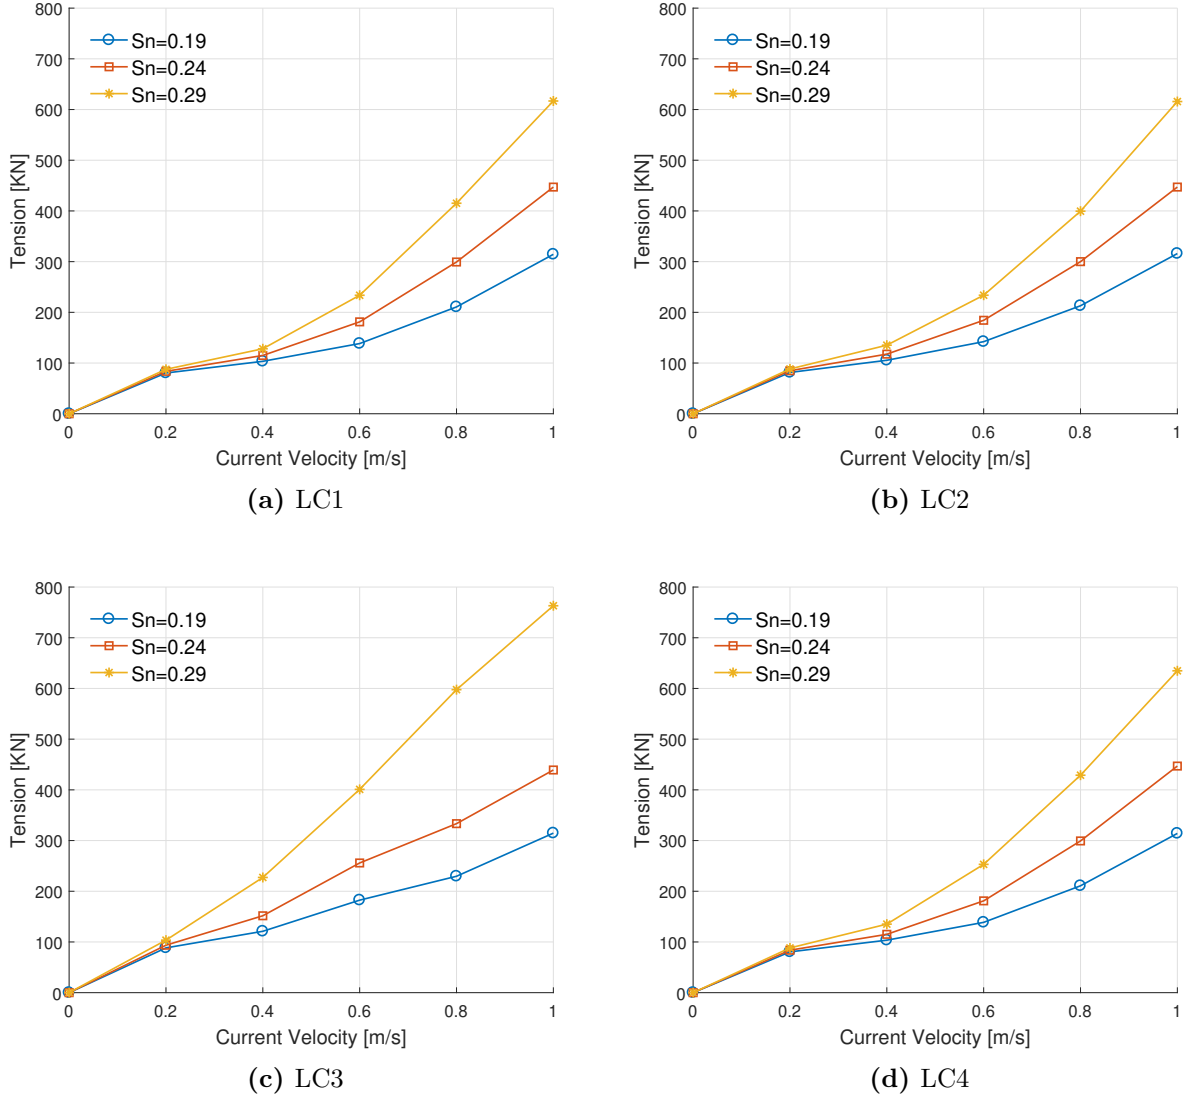 800
700
600
500
400
300
200
100
0
Tension [KN]
Sn=0.19
Sn=0.24
Sn=0.29
0 0.2 0.4 0.6 0.8 1
Current Velocity [m/s]
(a) LC1
800
700
600
500
400
300
200
100
0
Tension [KN]
Sn=0.19
Sn=0.24
Sn=0.29
0 0.2 0.4 0.6 0.8 1
Current Velocity [m/s]
(b) LC2
800
700
600
500
400
300
200
100
0
Tension [KN]
Sn=0.19
Sn=0.24
Sn=0.29
0 0.2 0.4 0.6 0.8 1
Current Velocity [m/s]
(c) LC3
800
700
600
500
400
300
200
100
0
Tension [KN]
Sn=0.19
Sn=0.24
Sn=0.29
0 0.2 0.4 0.6 0.8 1
Current Velocity [m/s]
(d) LC4